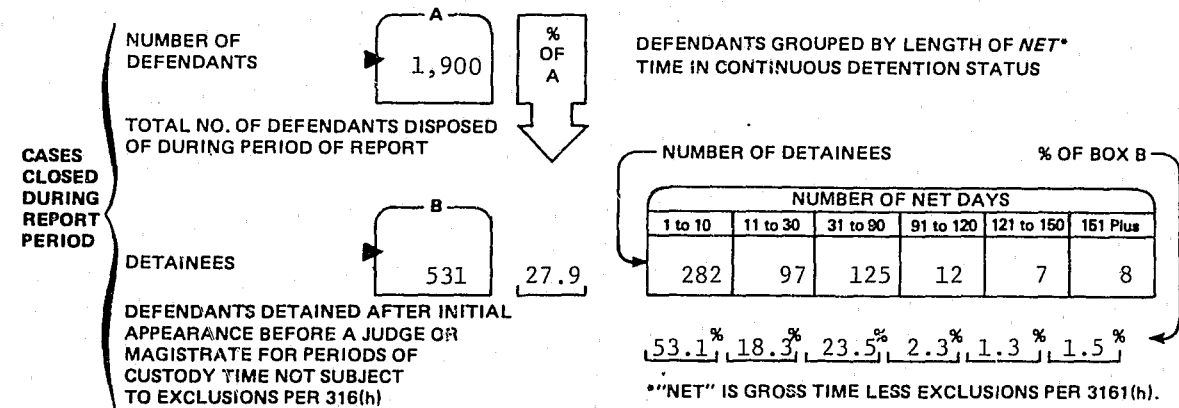 CASES
CLOSED
DURING
REPORT
PERIOD
NUMBER OF
DEFENDANTS
A
1,900
%
OF
A
TOTAL NO. OF DEFENDANTS DISPOSED
OF DURING PERIOD OF REPORT
DETAINEES
B
531
27.9
DEFENDANTS DETAINED AFTER INITIAL
APPEARANCE BEFORE A JUDGE OR
MAGISTRATE FOR PERIODS OF
CUSTODY TIME NOT SUBJECT
TO EXCLUSIONS PER 316(h)
DEFENDANTS GROUPED BY LENGTH OF NET*
TIME IN CONTINUOUS DETENTION STATUS
NUMBER OF DETAINEES % OF BOX B
NUMBER OF NET DAYS
1 to 10 11 to 30 31 to 90 91 to 120 121 to 150 151 Plus
282 97 125 12 7 8
53.1% 18.3% 23.5% 2.3% 1.3% 1.5%
*"NET" IS GROSS TIME LESS EXCLUSIONS PER 3161(h).